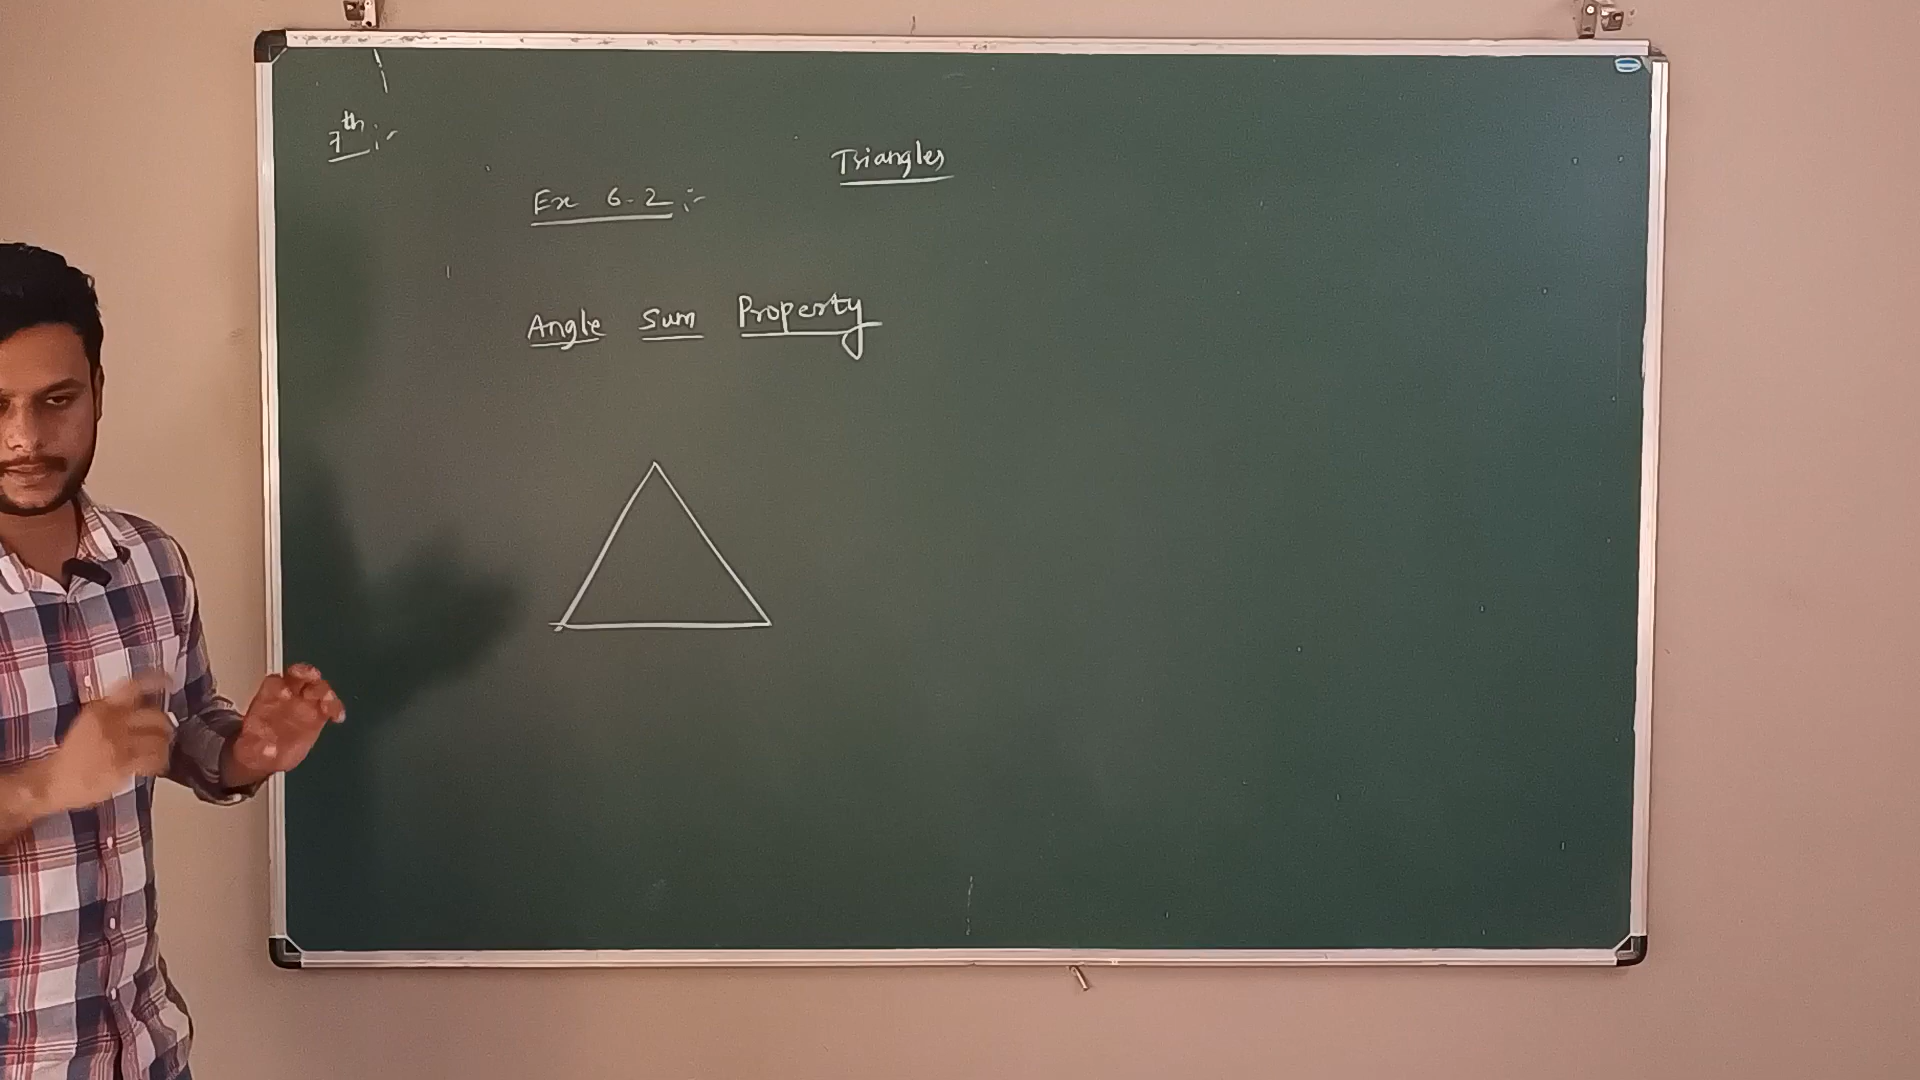 7th :-
Triangles
Ex 6.2 :-
Angle Sum Property